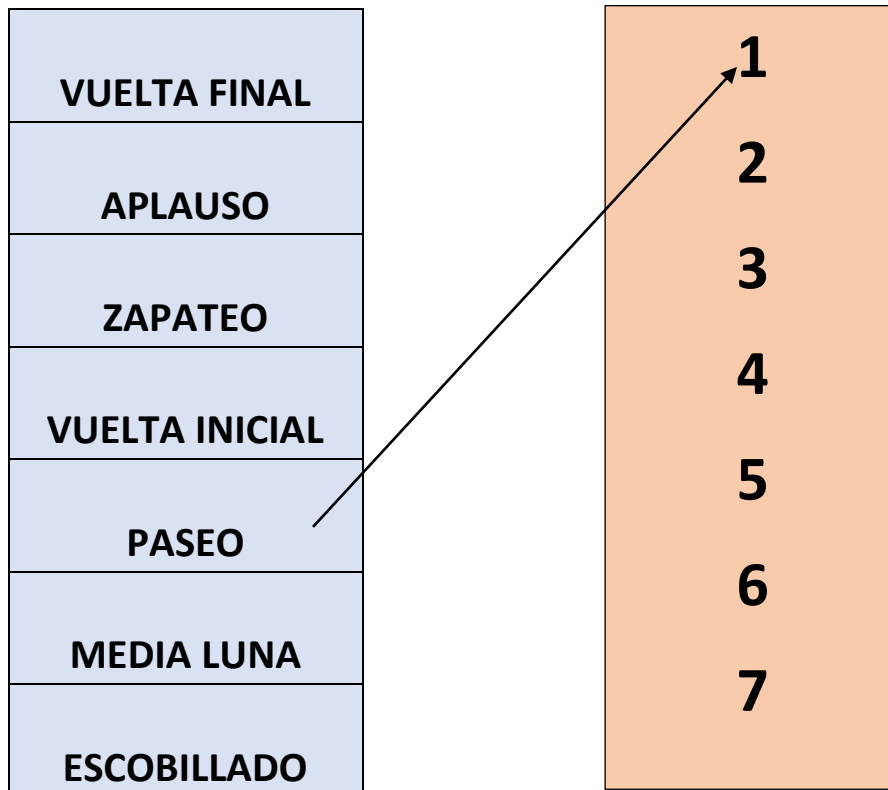 VUELTA FINAL
APLAUSO
ZAPATEO
VUELTA INICIAL
PASEO
MEDIA LUNA
ESCOBILLADO
1
2
3
4
5
6
7